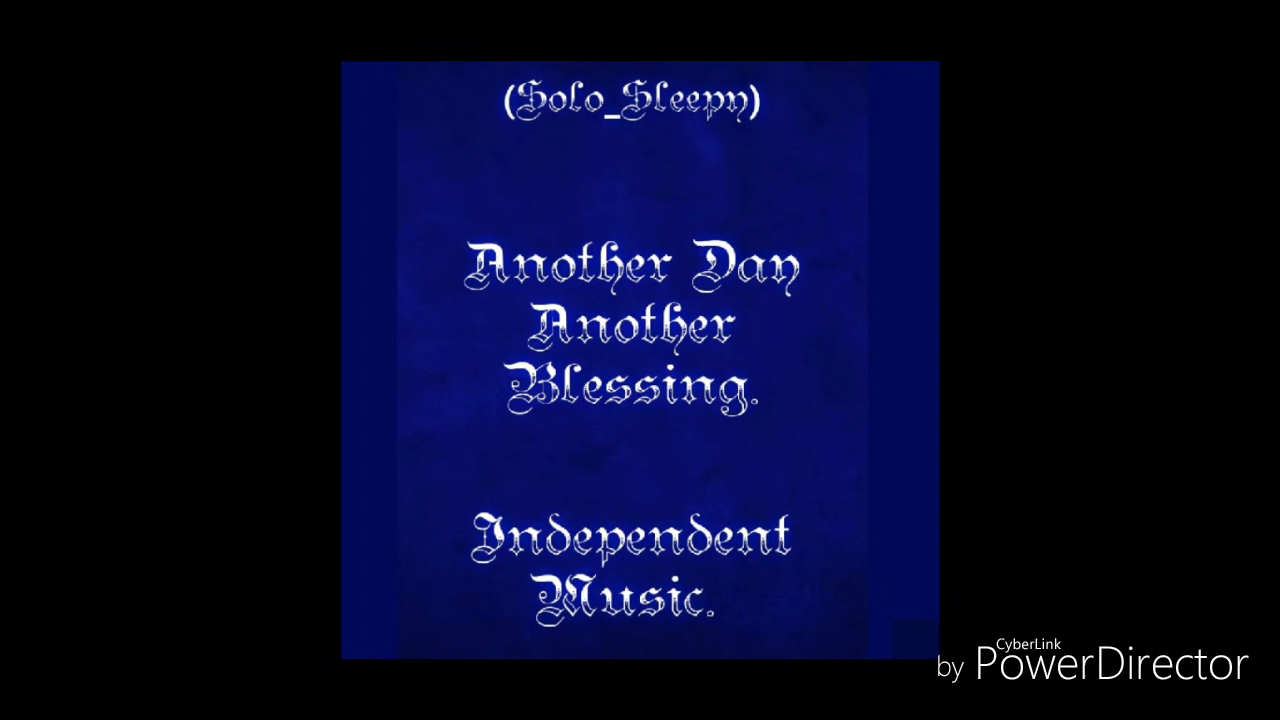 (Solo_Sleepy)
Another Day
Another
Blessing.
Independent
Music.
CyberLink
by PowerDirector